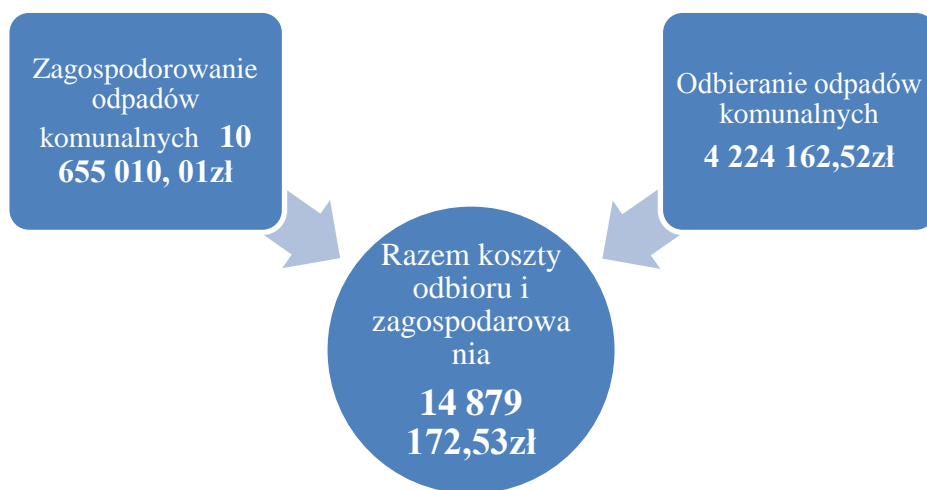 Zagospodorowanie
odpadów
komunalnych 10
655 010, 01zł
Odbieranie odpadów
komunalnych
4 224 162,52zł
Razem koszty
odbioru i
zagospodarowa
nia
14 879
172,53zł